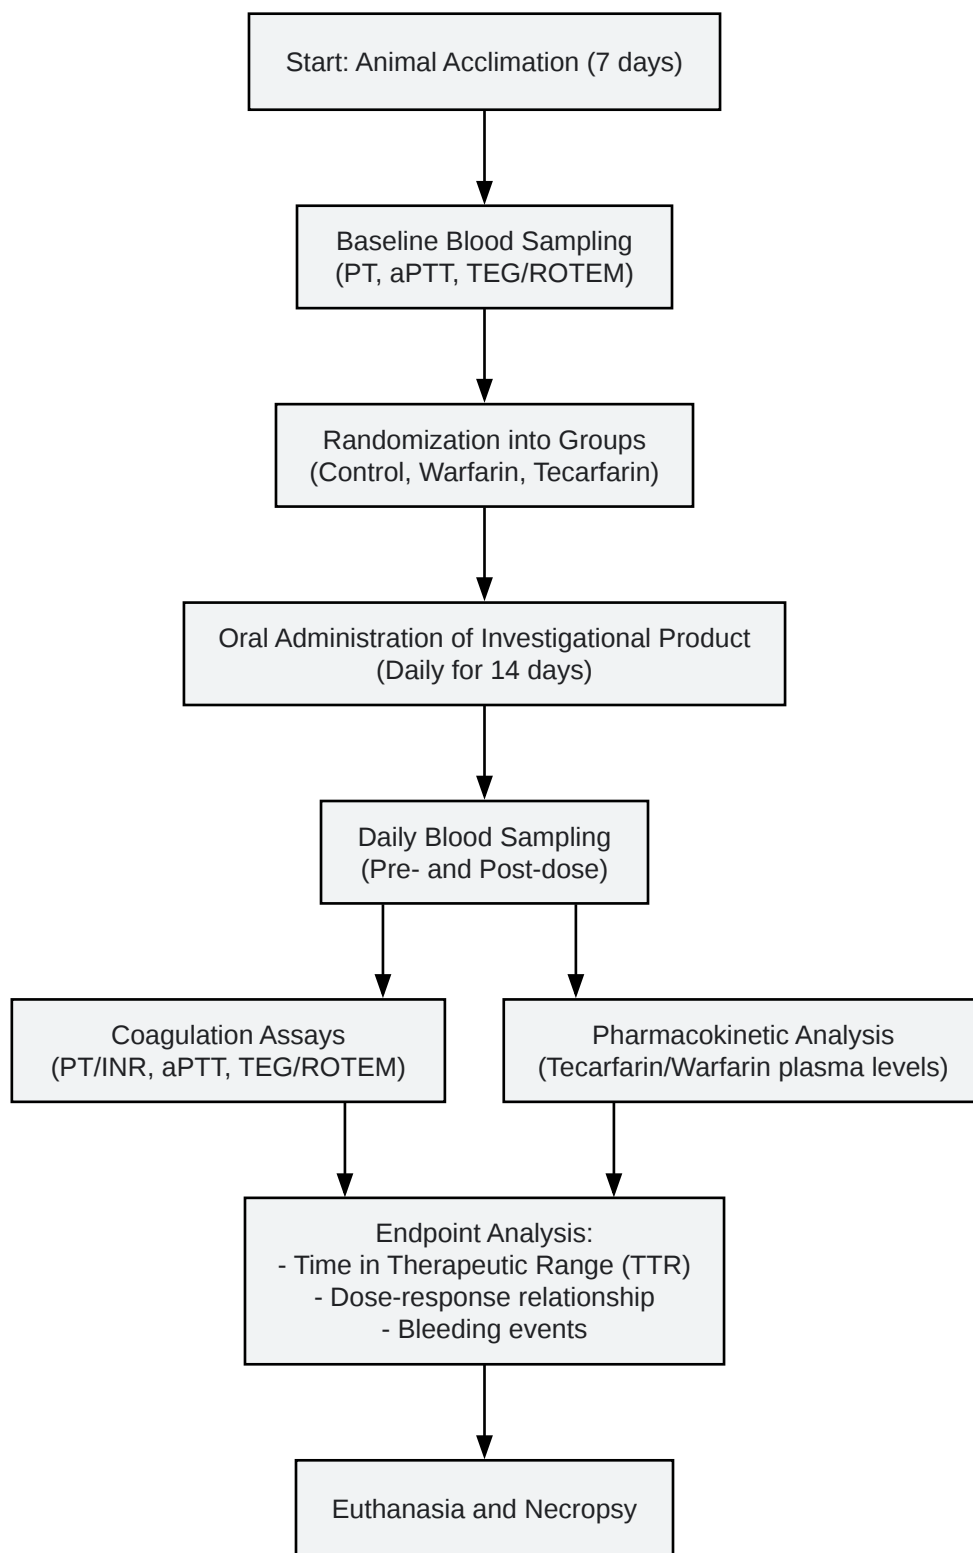 Start: Animal Acclimation (7 days)
Baseline Blood Sampling
(PT, aPTT, TEG/ROTEM)
Randomization into Groups
(Control, Warfarin, Tecarfarin)
Oral Administration of Investigational Product
(Daily for 14 days)
Daily Blood Sampling
(Pre- and Post-dose)
Coagulation Assays
(PT/INR, aPTT, TEG/ROTEM)
Pharmacokinetic Analysis
(Tecarfarin/Warfarin plasma levels)
Endpoint Analysis:
- Time in Therapeutic Range (TTR)
- Dose-response relationship
- Bleeding events
Euthanasia and Necropsy